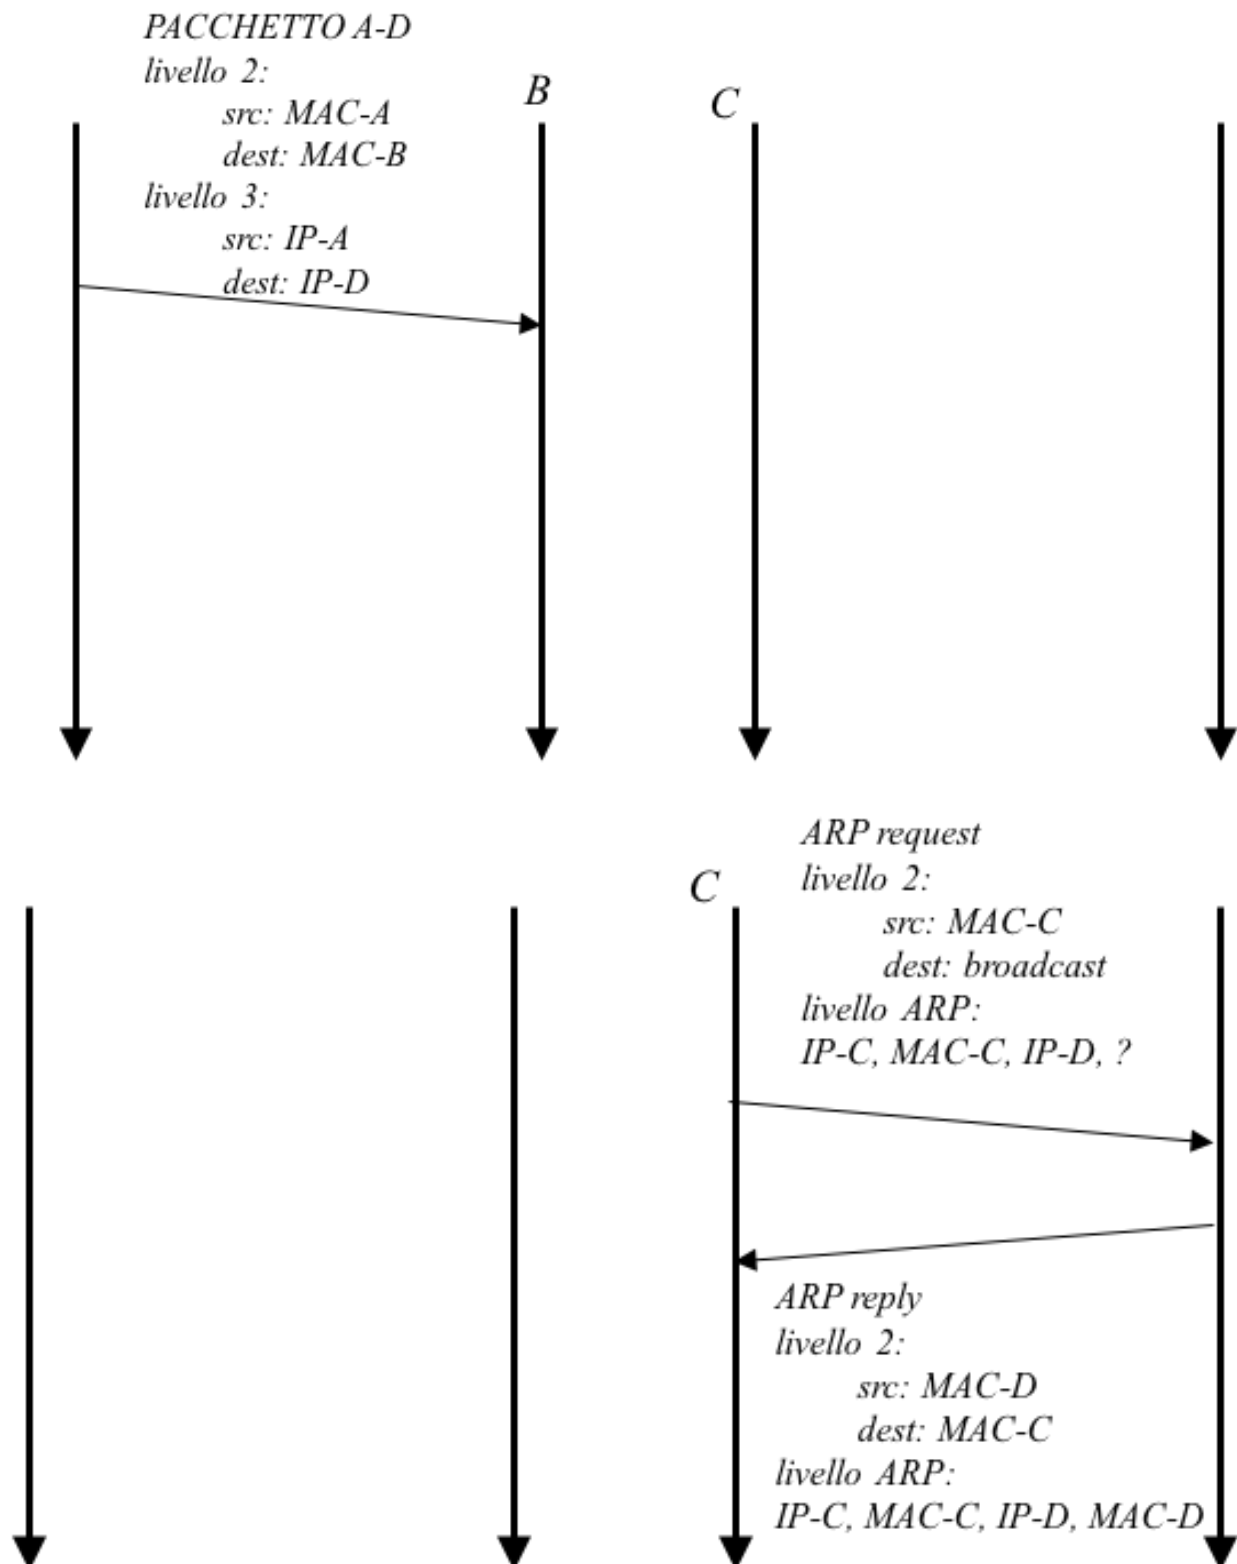 PACCHETTO A-D
livello 2:
src: MAC-A
dest: MAC-B
livello 3:
src: IP-A
dest: IP-D
B
C
ARP request
livello 2:
src: MAC-C
dest: broadcast
livello ARP:
IP-C, MAC-C, IP-D, ?
C
ARP reply
livello 2:
src: MAC-D
dest: MAC-C
livello ARP:
IP-C, MAC-C, IP-D, MAC-D